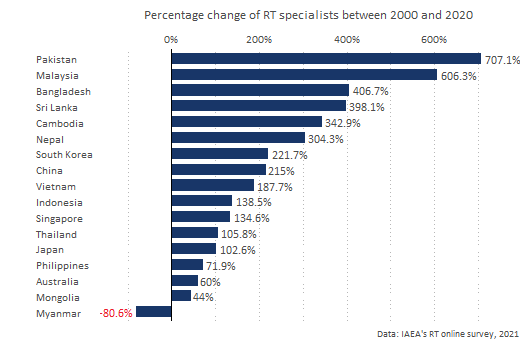 Percentage change of RT specialists between 2000 and 2020
0% 200% 400% 600%
Pakistan 707.1%
Malaysia 606.3%
Bangladesh 406.7%
Sri Lanka 398.1%
Cambodia 342.9%
Nepal 304.3%
South Korea 221.7%
China 215%
Vietnam 187.7%
Indonesia 138.5%
Singapore 134.6%
Thailand 105.8%
Japan 102.6%
Philippines 71.9%
Australia 60%
Mongolia 44%
Myanmar -80.6%
Data: IAEA's RT online survey, 2021